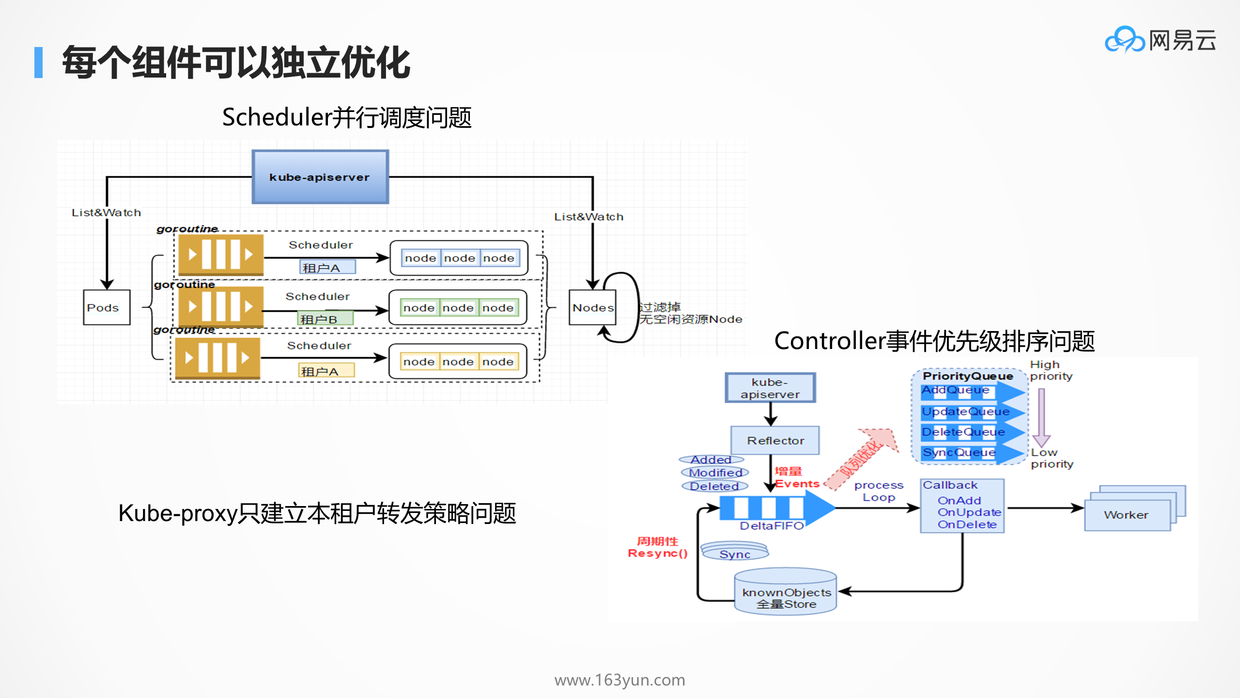 每个组件可以独立优化
网易云
Scheduler并行调度问题
kube-apiserver
List&Watch
List&Watch
goroutine
Scheduler
租户A
node node node
goroutine
Scheduler
租户B
node node node
goroutine
Scheduler
租户A
node node node
Pods
Nodes
过滤掉
无空闲资源Node
Controller事件优先级排序问题
kube-
apiserver
Reflector
Added
Modified
Deleted
增量
Events
DeltaFIFO
队列优化
PriorityQueue
AddQueue
UpdateQueue
DeleteQueue
SyncQueue
High
priority
Low
priority
process
Loop
Callback
OnAdd
OnUpdate
OnDelete
Worker
周期性
Resync()
Sync
knownObjects
全量Store
Kube-proxy只建立本租户转发策略问题
www.163yun.com